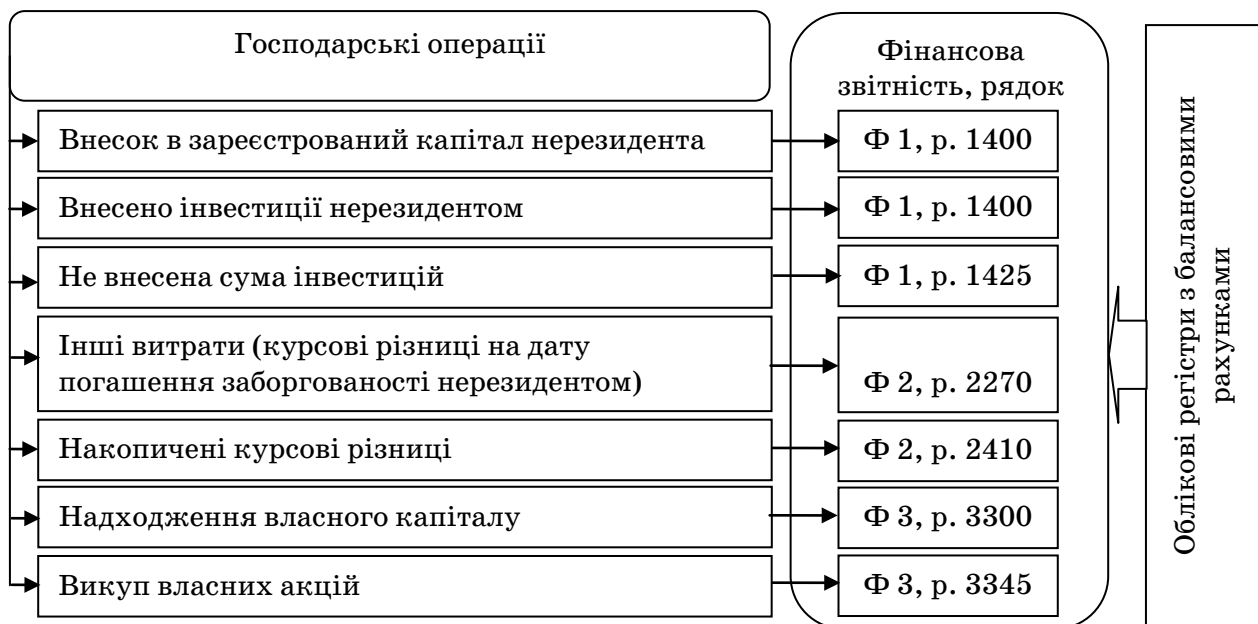 Господарські операції
Фінансова
звітність, рядок
Внесок в зареєстрований капітал нерезидента
Ф 1, р. 1400
Внесено інвестиції нерезидентом
Ф 1, р. 1400
Не внесена сума інвестицій
Ф 1, р. 1425
Інші витрати (курсові різниці на дату
погашення заборгованості нерезидентом)
Ф 2, р. 2270
Накопичені курсові різниці
Ф 2, р. 2410
Надходження власного капіталу
Ф 3, р. 3300
Викуп власних акцій
Ф 3, р. 3345
Облікові регістри з балансовими
рахунками